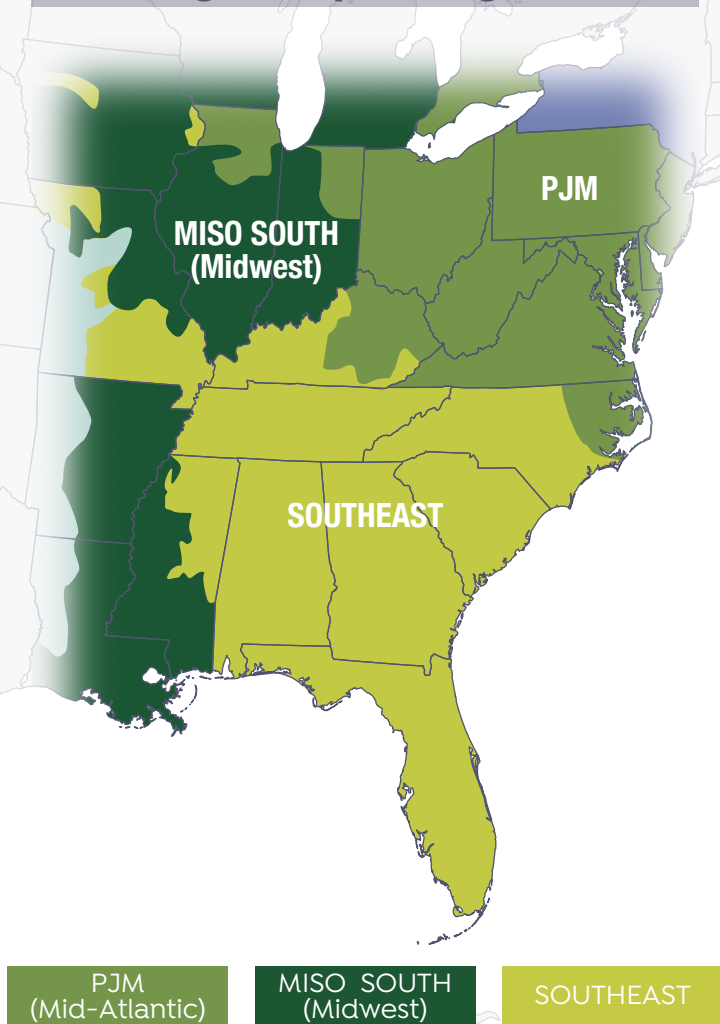 PJM
MISO SOUTH
(Midwest)
SOUTHEAST
PJM
(Mid-Atlantic)
MISO SOUTH
(Midwest)
SOUTHEAST